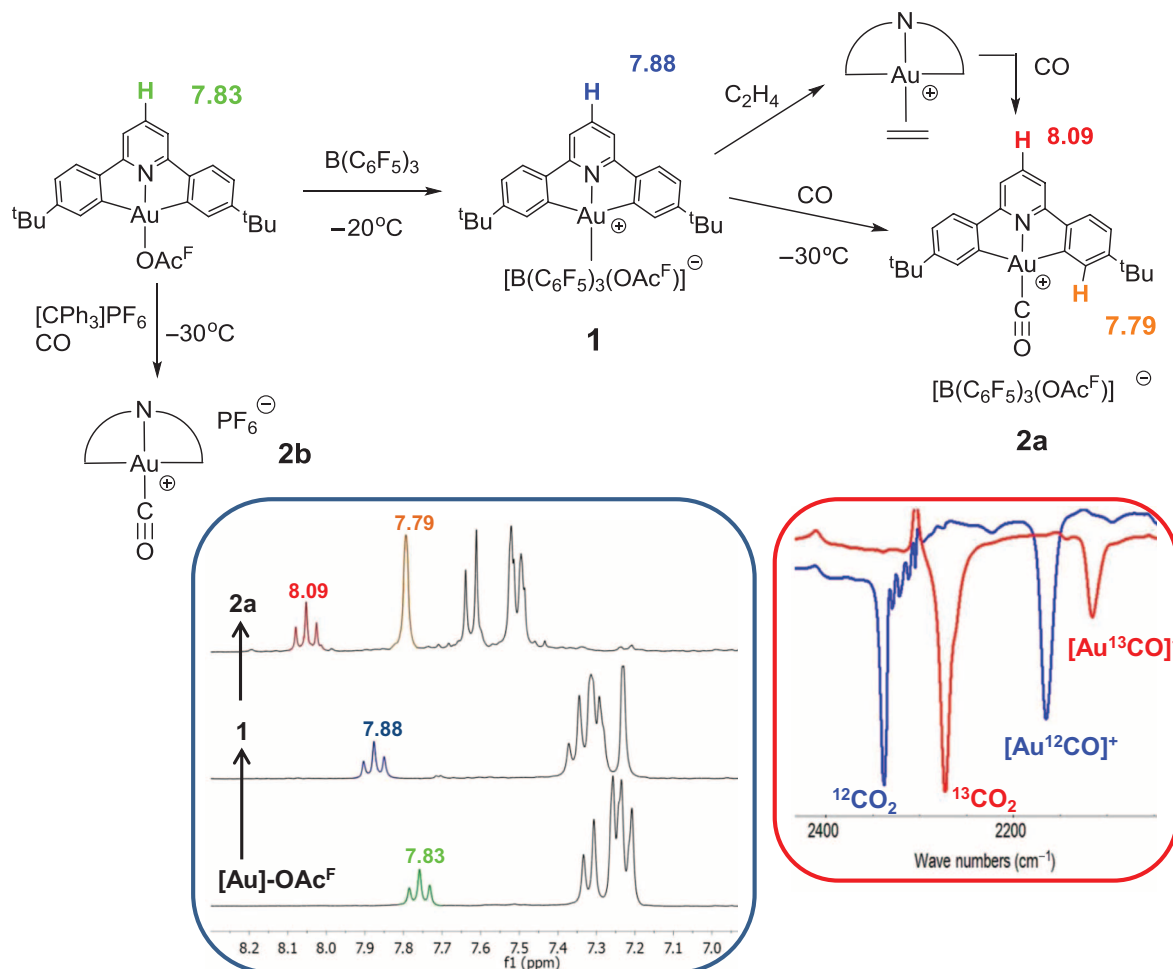 H 7.83
N
tBu
Au
tBu
OAcF
B(C6F5)3
–20°C
7.88
H
N
tBu
Au
⊕
tBu
[B(C6F5)3(OAcF)]⊖
1
C2H4
N
Au
⊕
CO
CO
–30°C
H 8.09
N
tBu
Au
⊕
tBu
H
C
O
7.79
[B(C6F5)3(OAcF)]⊖
2a
[CPh3]PF6
CO
–30°C
N
PF6⊖
Au
⊕
2b
C
O
7.79
8.09
2a
7.88
1
7.83
[Au]-OAcF
8.2 8.1 8.0 7.9 7.8 7.7 7.6 7.5 7.4 7.3 7.2 7.1 7.0
f1 (ppm)
[Au13CO]
[Au12CO]+
12CO2
13CO2
2400 2200
Wave numbers (cm–1)